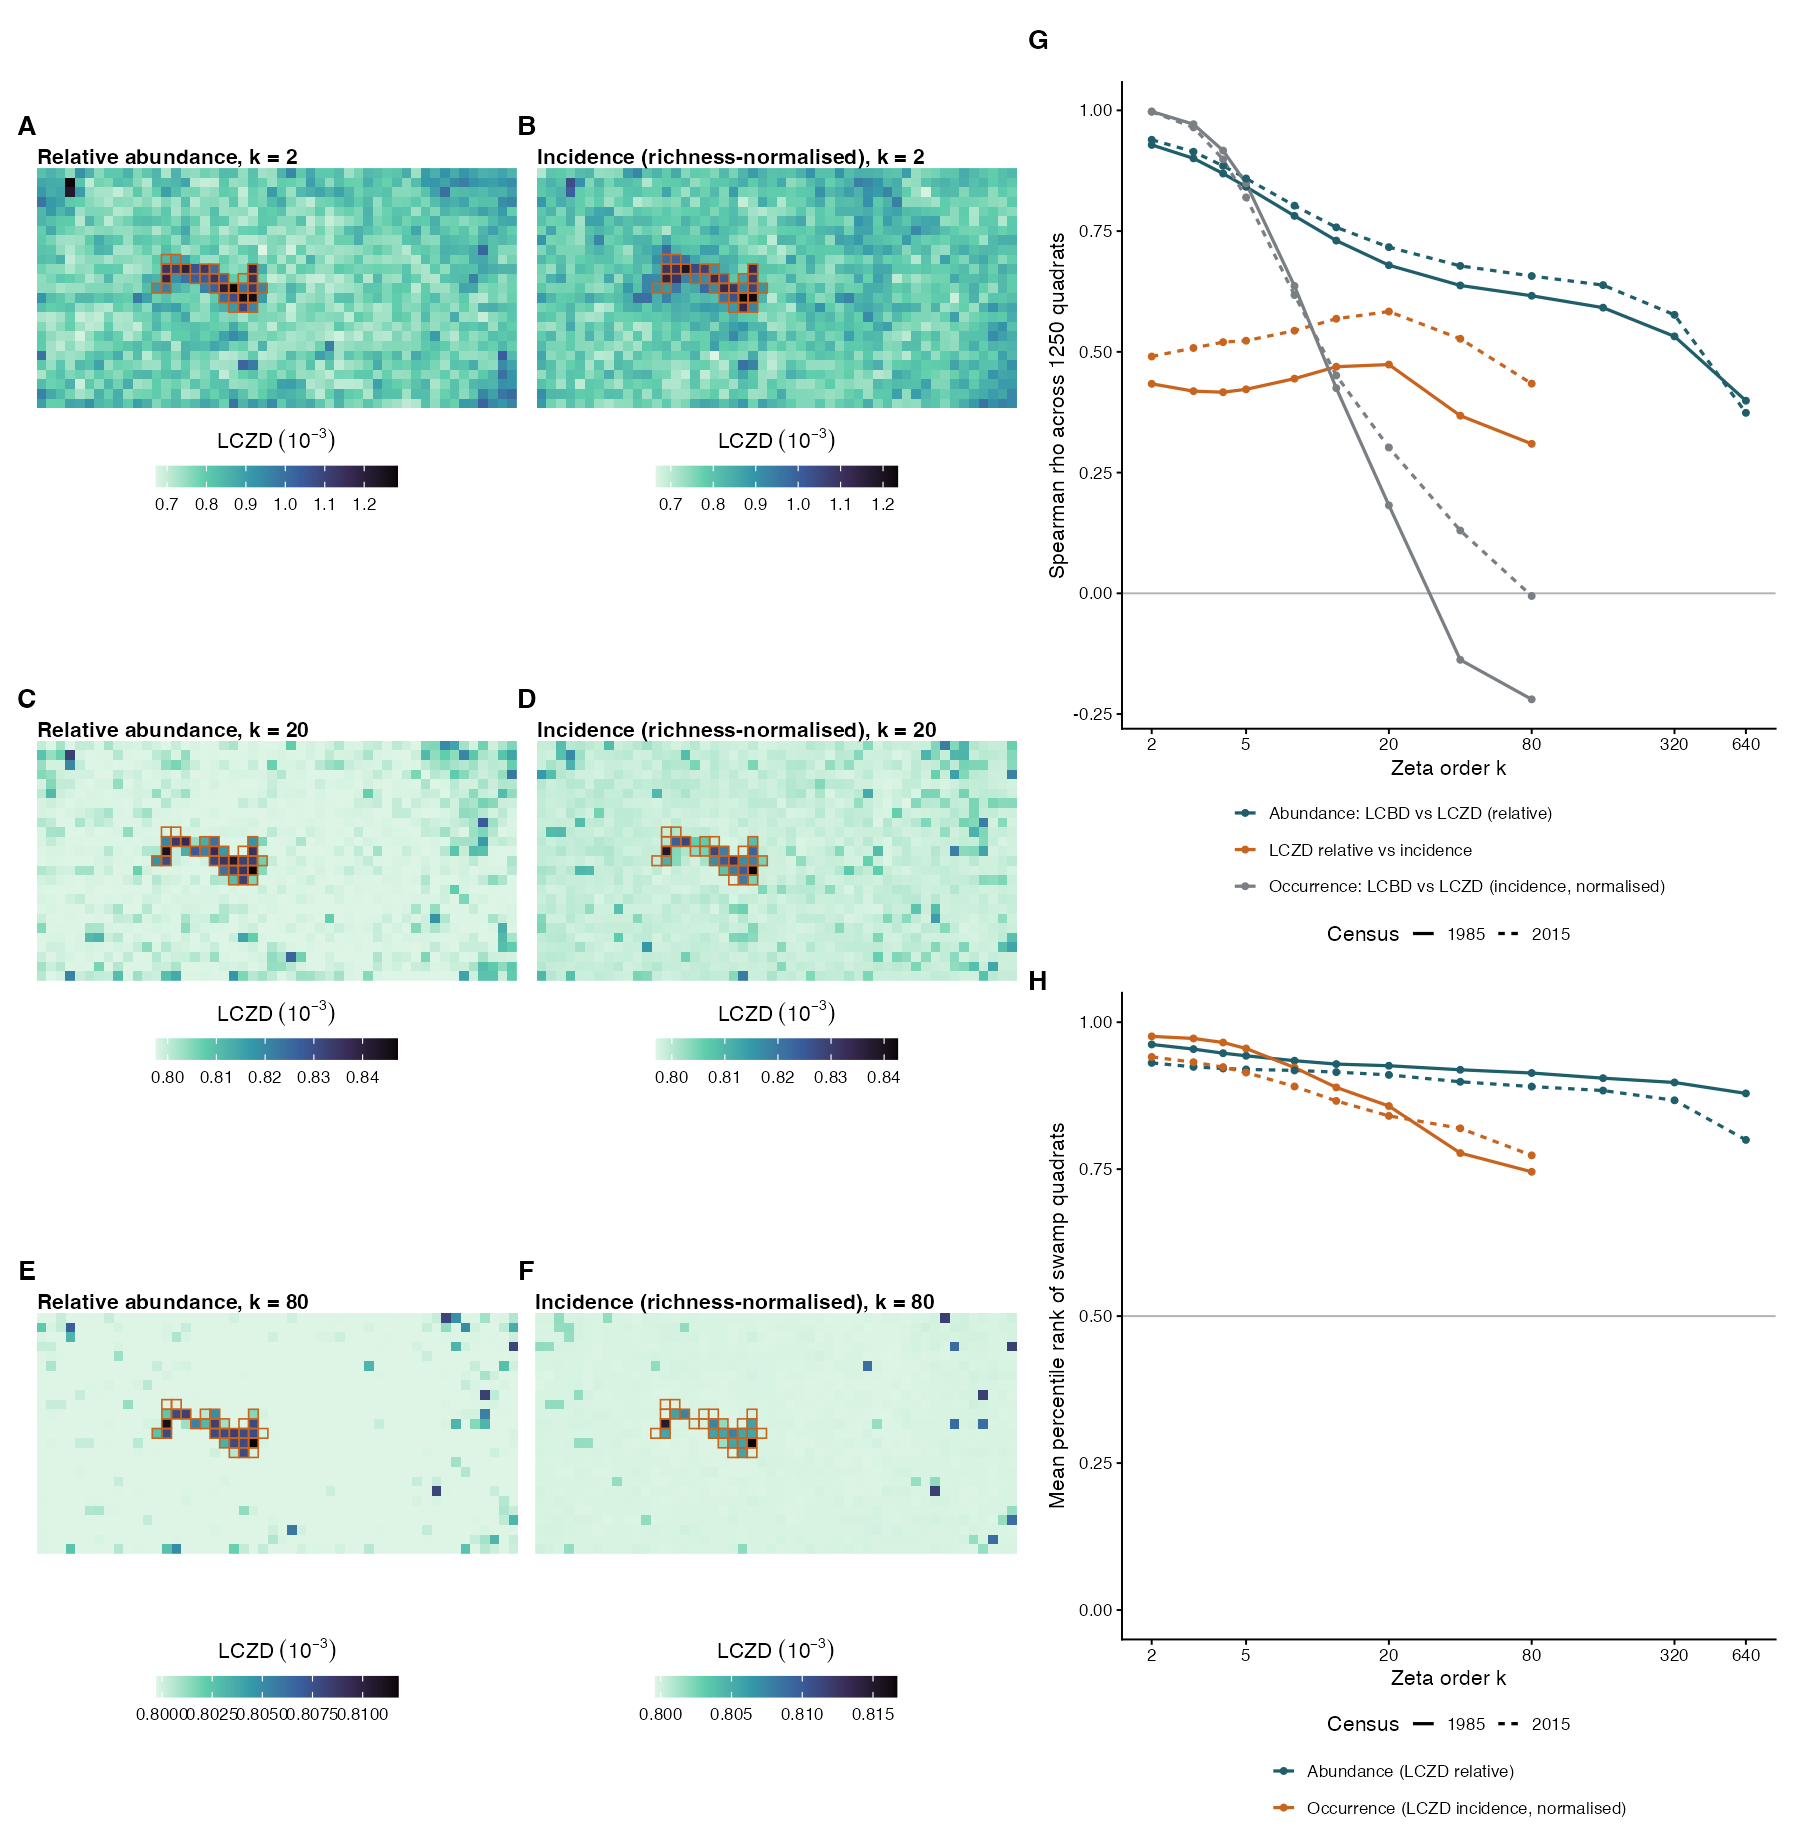 A
Relative abundance, k = 2
LCZD (10⁻³)
0.7 0.8 0.9 1.0 1.1 1.2
B
Incidence (richness-normalised), k = 2
LCZD (10⁻³)
0.7 0.8 0.9 1.0 1.1 1.2
C
Relative abundance, k = 20
LCZD (10⁻³)
0.80 0.81 0.82 0.83 0.84
D
Incidence (richness-normalised), k = 20
LCZD (10⁻³)
0.80 0.81 0.82 0.83 0.84
E
Relative abundance, k = 80
LCZD (10⁻³)
0.8000 0.8025 0.8050 0.8075 0.8100
F
Incidence (richness-normalised), k = 80
LCZD (10⁻³)
0.800 0.805 0.810 0.815
G
Spearman rho across 1250 quadrats
1.00
0.75
0.50
0.25
0.00
-0.25
2 5 20 80 320 640
Zeta order k
Abundance: LCBD vs LCZD (relative)
LCZD relative vs incidence
Occurrence: LCBD vs LCZD (incidence, normalised)
Census 1985 2015
H
Mean percentile rank of swamp quadrats
1.00
0.75
0.50
0.25
0.00
2 5 20 80 320 640
Zeta order k
Census 1985 2015
Abundance (LCZD relative)
Occurrence (LCZD incidence, normalised)